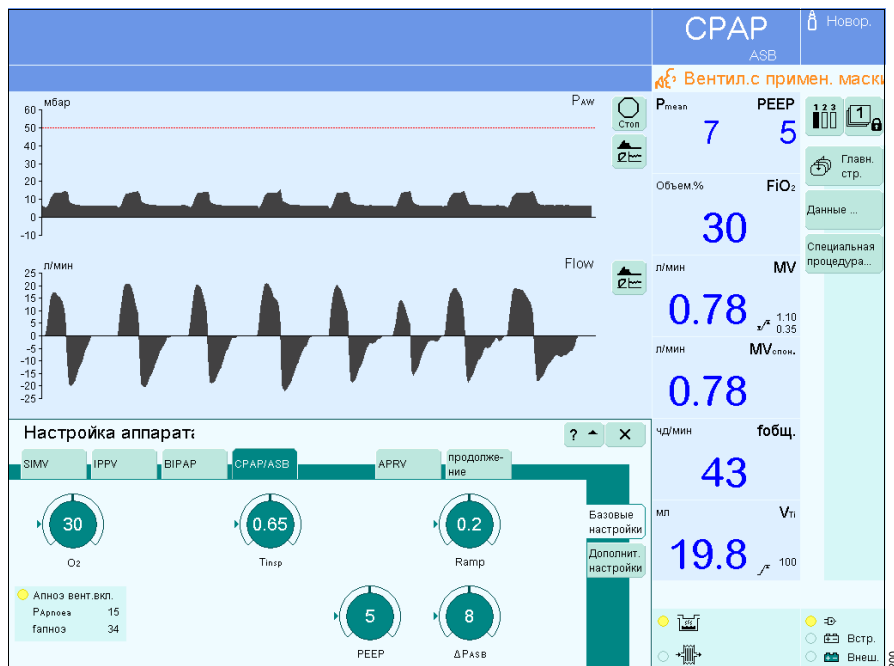 CPAP
ASB
Новор.
Вентил.с примен. маски
мбар
Paw
60
50
40
30
20
10
0
-10
Стоп
л/мин
Flow
25
20
15
10
5
0
-5
-10
-15
-20
-25
Pmean
PEEP
7
5
Объем.%
FiO2
30
л/мин
MV
0.78
1.10
0.35
л/мин
MVспон.
0.78
чд/мин
fобщ.
43
мл
VTi
19.8
100
1 2 3
1
Главн.
стр.
Данные ...
Специальная
процедура...
Настройка аппарата
?
SIMV
IPPV
BIPAP
CPAP/ASB
APRV
продолже-
ние
30
O2
0.65
Tinsp
0.2
Ramp
Базовые
настройки
Дополнит.
настройки
Апноэ вент.вкл.
PApnoea 15
fапноэ 34
5
PEEP
8
ΔPASB
Встр.
Внеш.